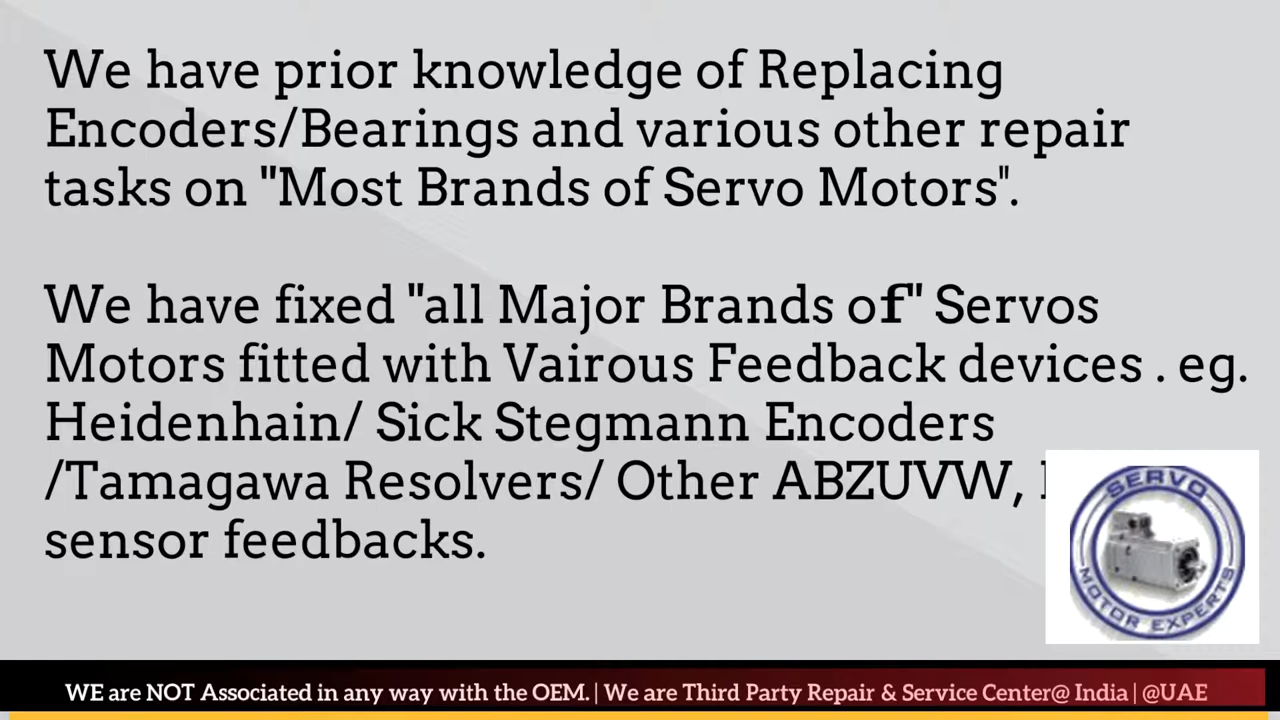 We have prior knowledge of Replacing
Encoders/Bearings and various other repair
tasks on "Most Brands of Servo Motors".
We have fixed "all Major Brands of" Servos
Motors fitted with Vairous Feedback devices . eg.
Heidenhain/ Sick Stegmann Encoders
/Tamagawa Resolvers/ Other ABZUVW,
sensor feedbacks.
SERVO
MOTOR EXPERTS
WE are NOT Associated in any way with the OEM. | We are Third Party Repair & Service Center@ India | @UAE